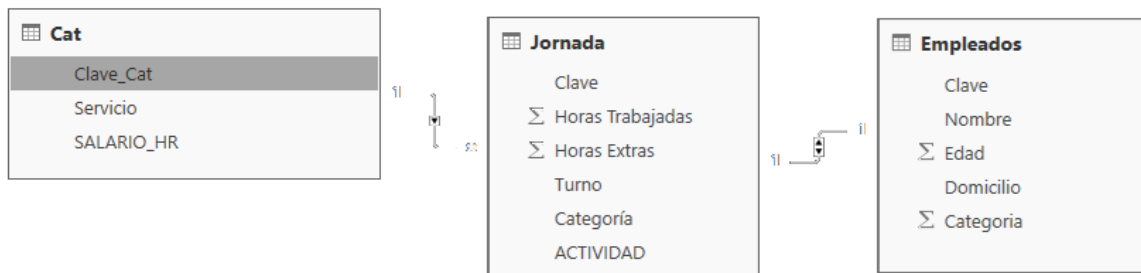 Cat
Clave_Cat
Servicio
SALARIO_HR
Jornada
Clave
Σ Horas Trabajadas
Σ Horas Extras
Turno
Categoría
ACTIVIDAD
Empleados
Clave
Nombre
Σ Edad
Domicilio
Σ Categoria